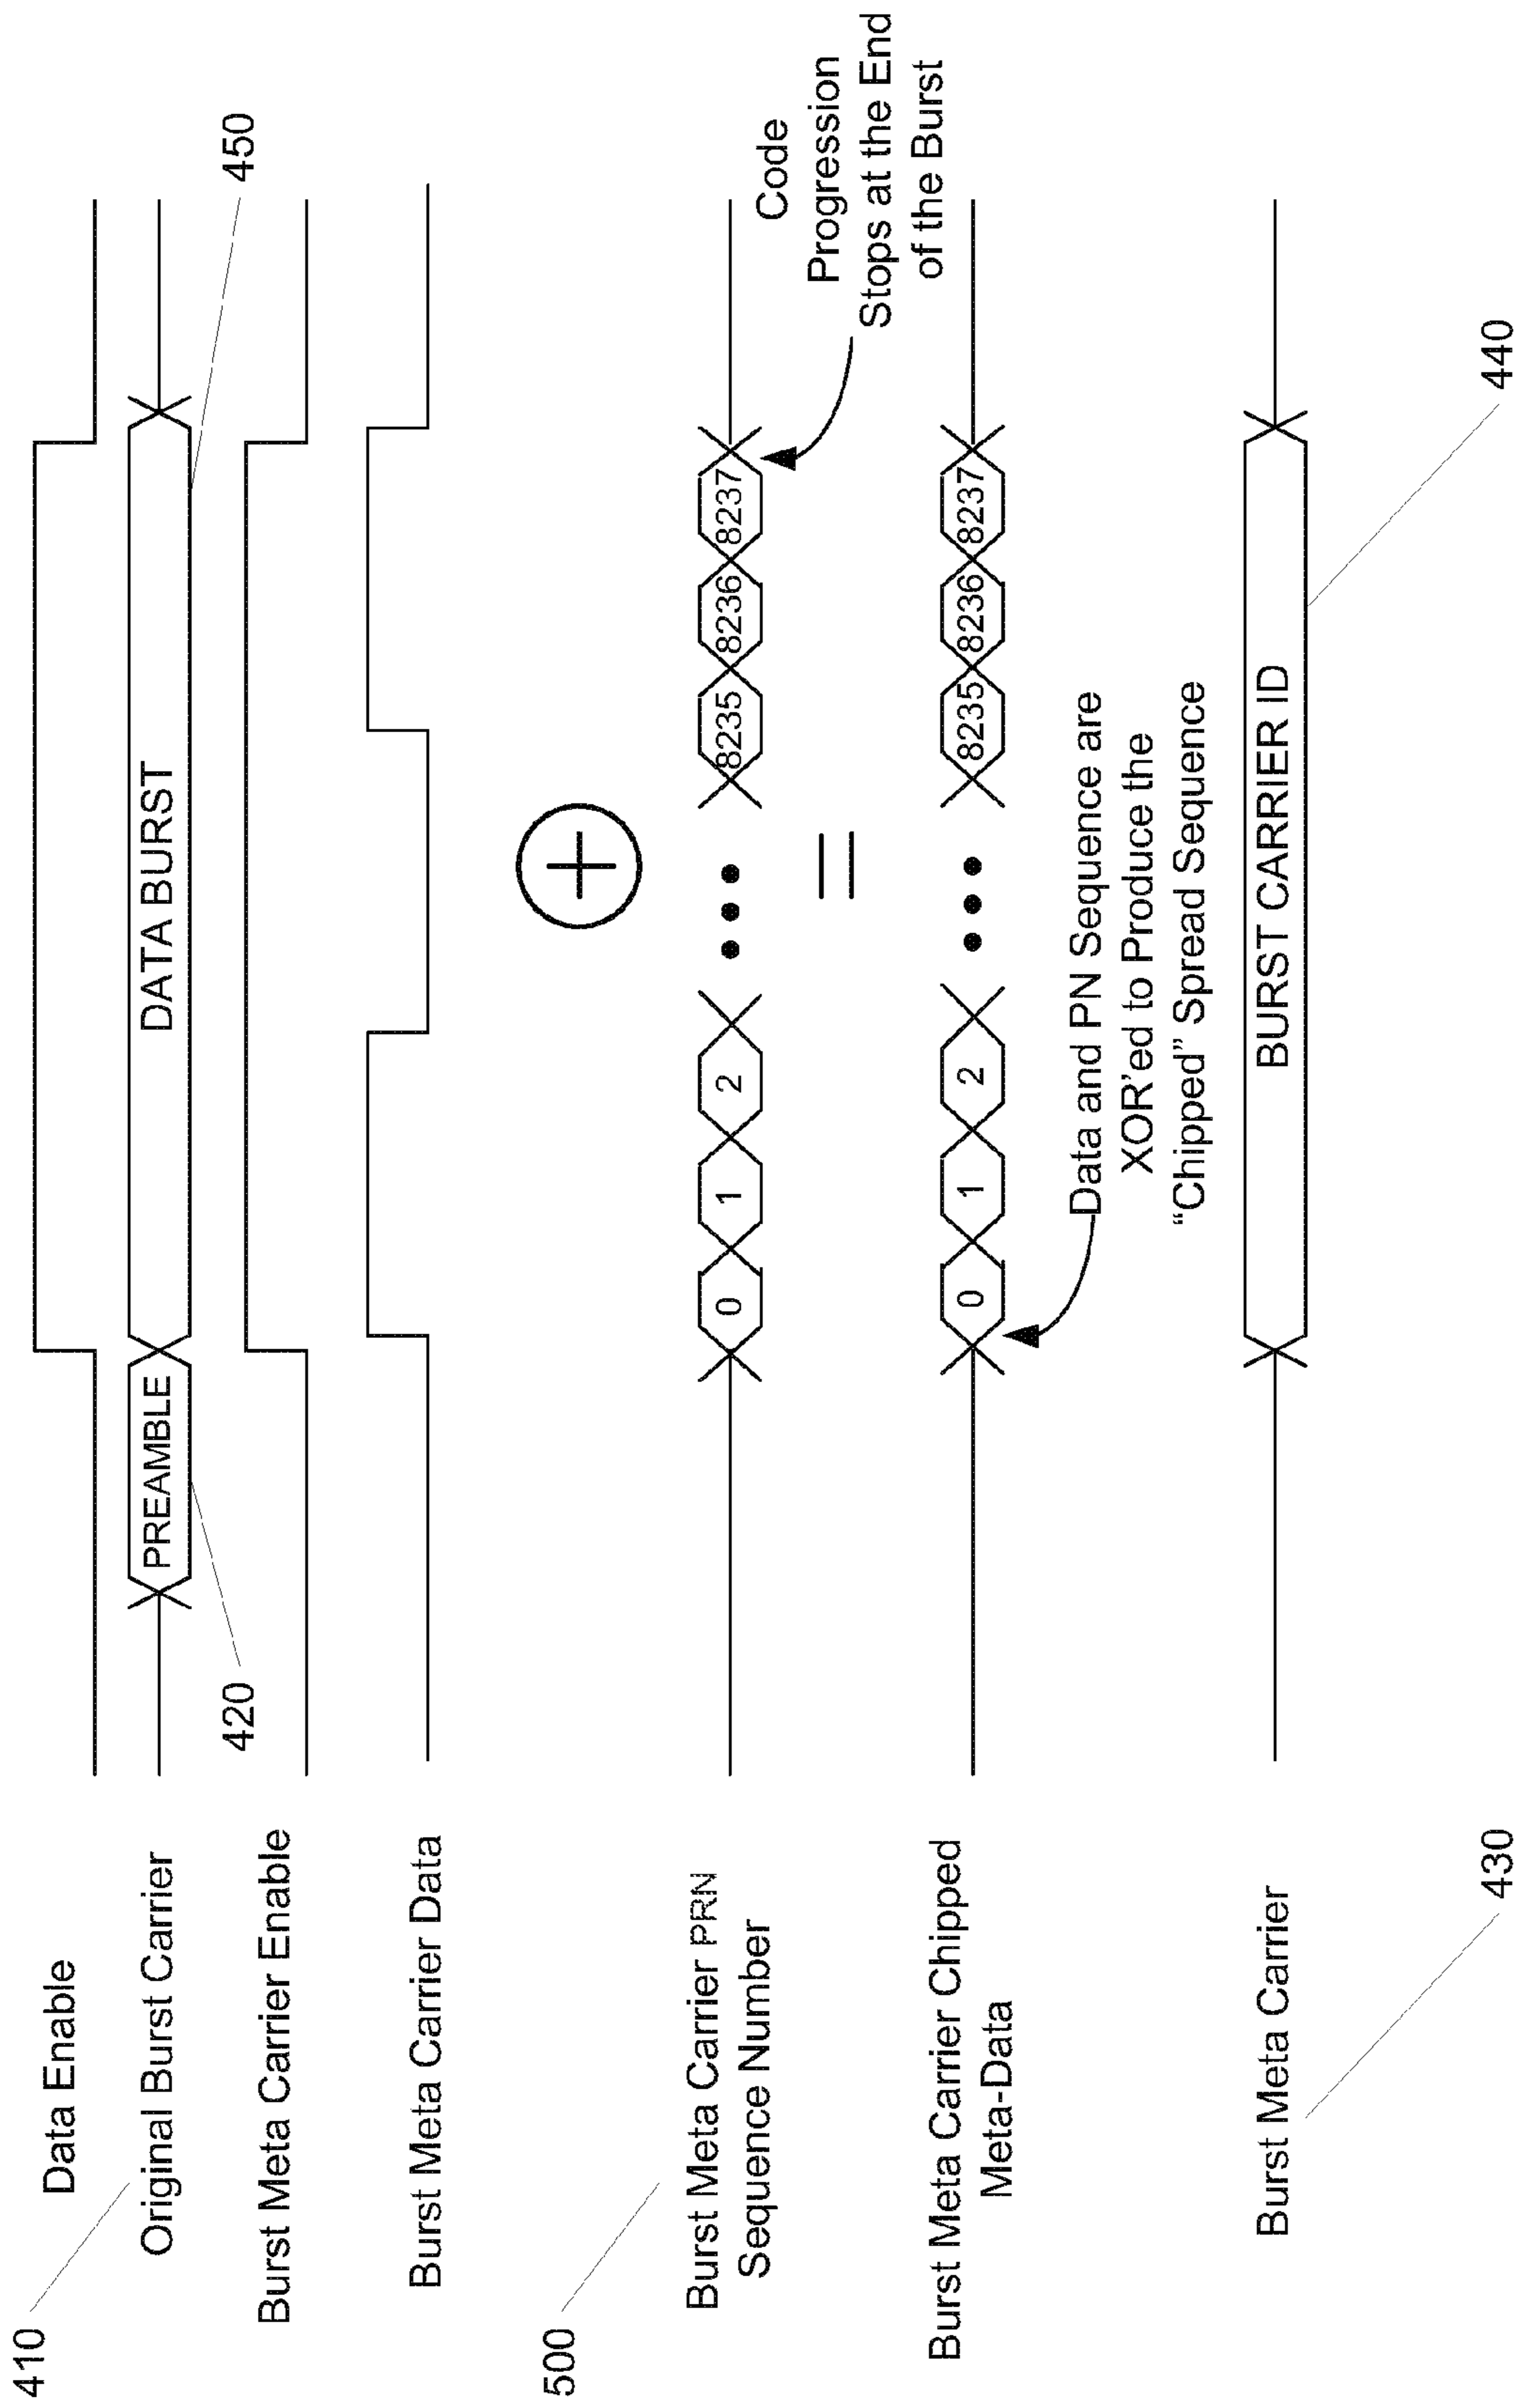 410
Data Enable
Original Burst Carrier
PREAMBLE
DATA BURST
420
450
Burst Meta Carrier Enable
Burst Meta Carrier Data
500
Burst Meta Carrier PRN
Sequence Number
0 1 2 8235 8236 8237
Code
Progression
Stops at the End
of the Burst
Burst Meta Carrier Chipped
Meta-Data
0 1 2 8235 8236 8237
Data and PN Sequence are
XOR'ed to Produce the
“Chipped” Spread Sequence
Burst Meta Carrier
BURST CARRIER ID
430
440